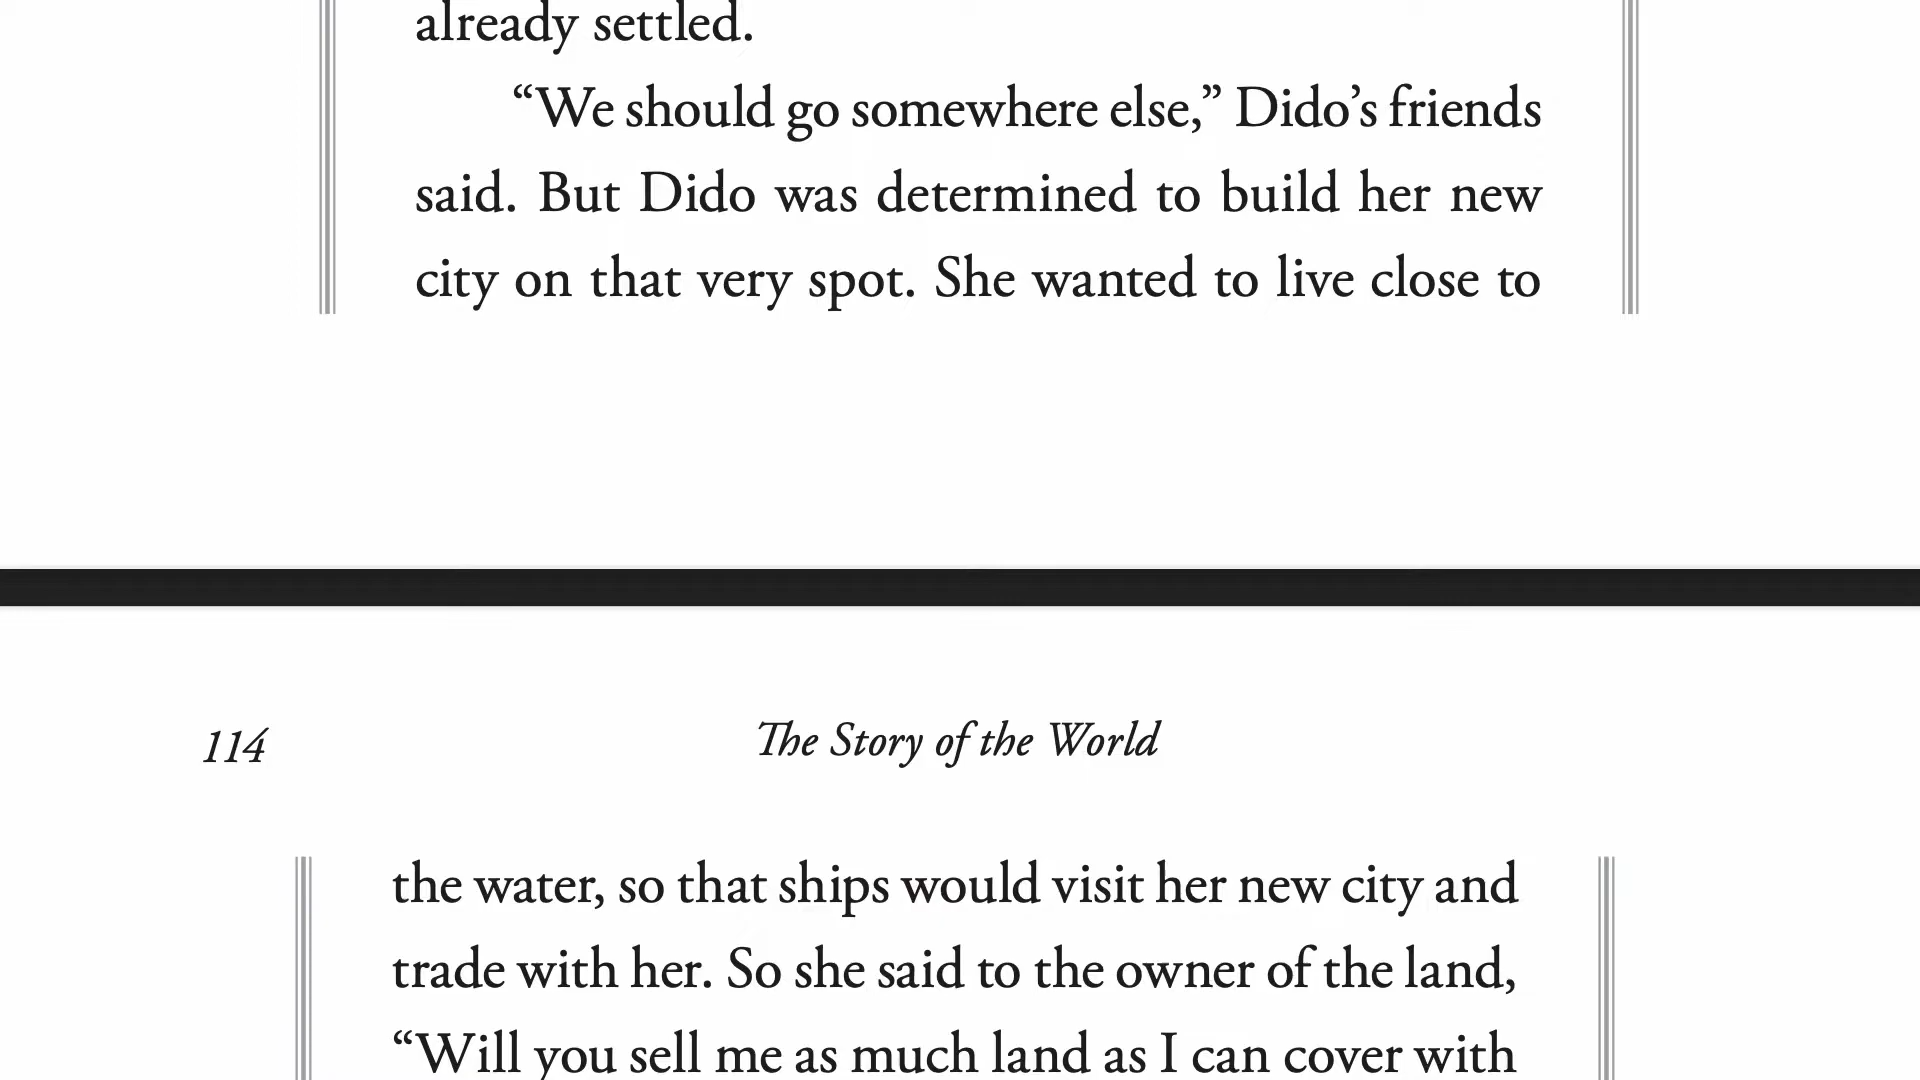 already settled.
“We should go somewhere else,” Dido’s friends
said. But Dido was determined to build her new
city on that very spot. She wanted to live close to
114
The Story of the World
the water, so that ships would visit her new city and
trade with her. So she said to the owner of the land,
“Will you sell me as much land as I can cover with